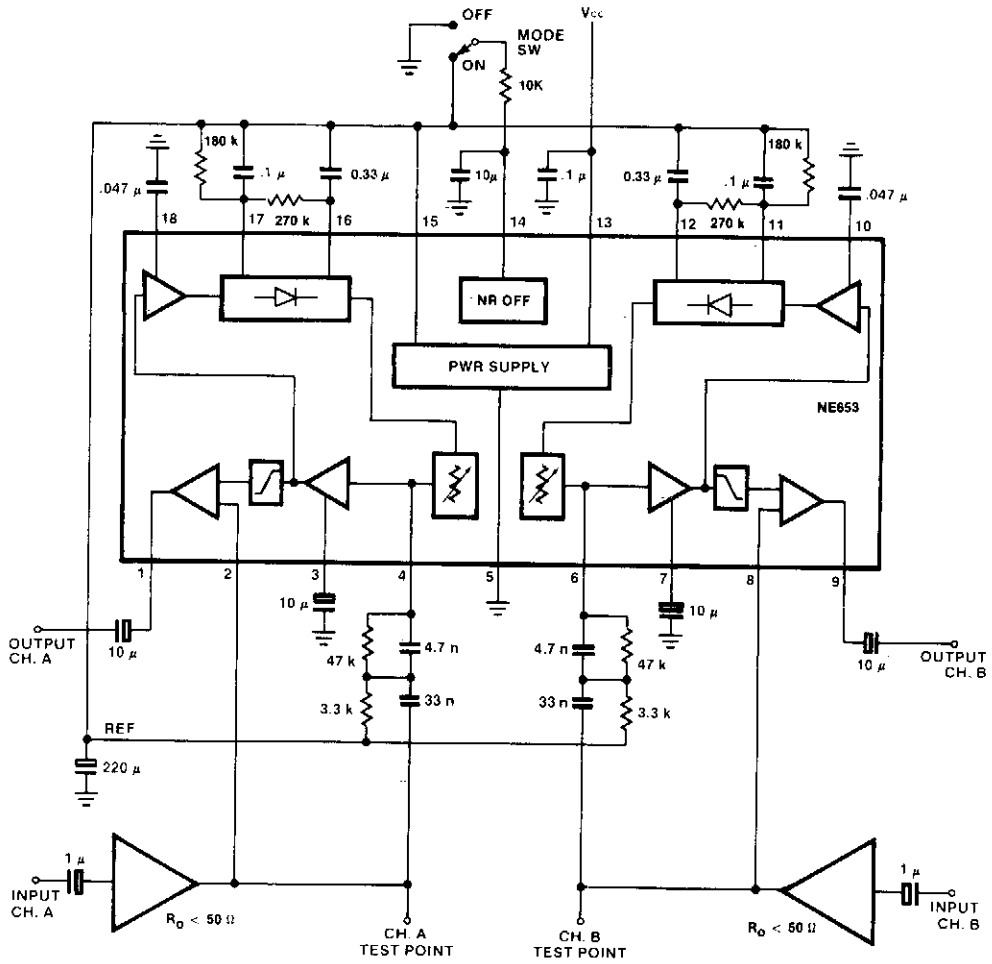 OFF
MODE
SW
ON
Vcc
10K
180 k
.1 μ
0.33 μ
10μ
.1 μ
0.33 μ
.1 μ
180 k
.047 μ
.047 μ
270 k
270 k
18
17
16
15
14
13
12
11
10
NR OFF
PWR SUPPLY
NE653
1
2
3
4
5
6
7
8
9
10 μ
10 μ
OUTPUT
CH. A
10 μ
47 k
4.7 n
4.7 n
47 k
10 μ
OUTPUT
CH. B
3.3 k
33 n
33 n
3.3 k
REF
220 μ
1 μ
INPUT
CH. A
R₀ < 50 Ω
CH. A
TEST POINT
CH. B
TEST POINT
R₀ < 50 Ω
1 μ
INPUT
CH. B